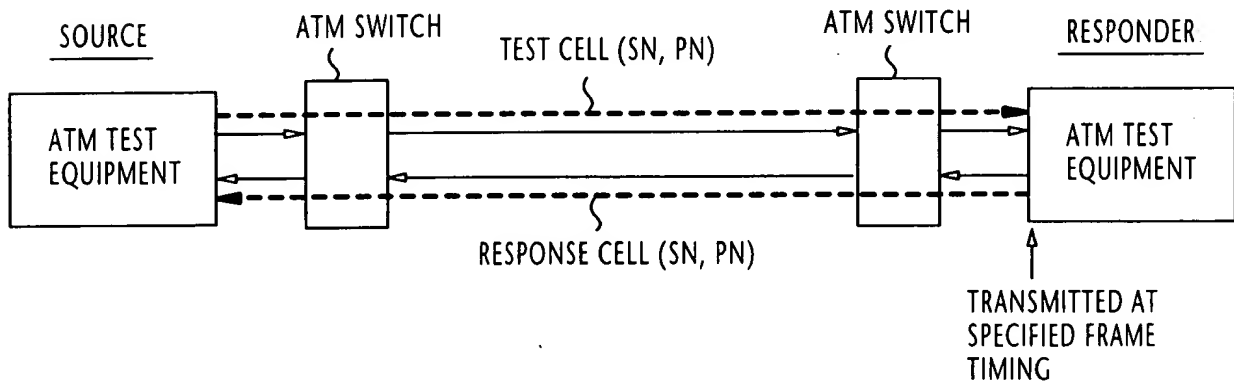 SOURCE
ATM SWITCH
TEST CELL (SN, PN)
ATM SWITCH
RESPONDER
ATM TEST
EQUIPMENT
ATM TEST
EQUIPMENT
RESPONSE CELL (SN, PN)
TRANSMITTED AT
SPECIFIED FRAME
TIMING